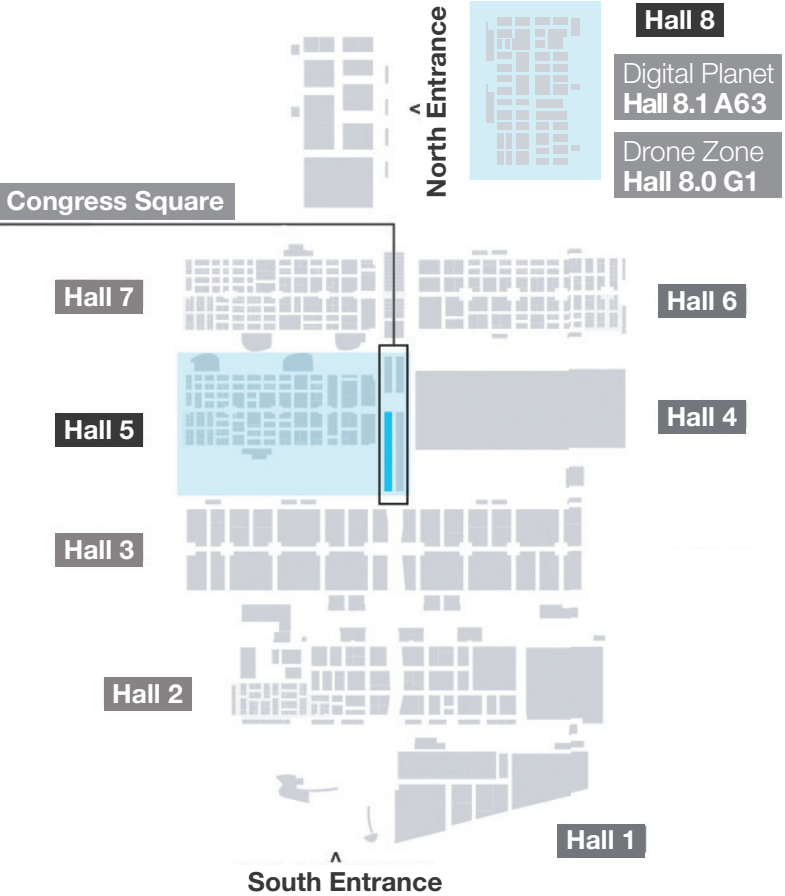 North Entrance
<
Hall 8
Digital Planet
Hall 8.1 A63
Drone Zone
Hall 8.0 G1
Congress Square
Hall 7
Hall 6
Hall 5
Hall 4
Hall 3
Hall 2
Hall 1
<
South Entrance